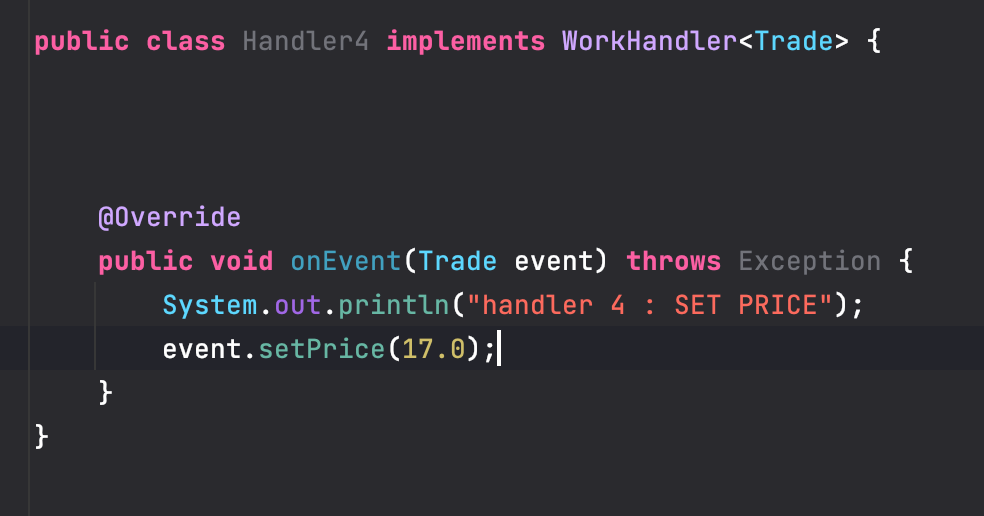 public class Handler4 implements WorkHandler<Trade> {
@Override
public void onEvent(Trade event) throws Exception {
System.out.println("handler 4 : SET PRICE");
event.setPrice(17.0);
}
}